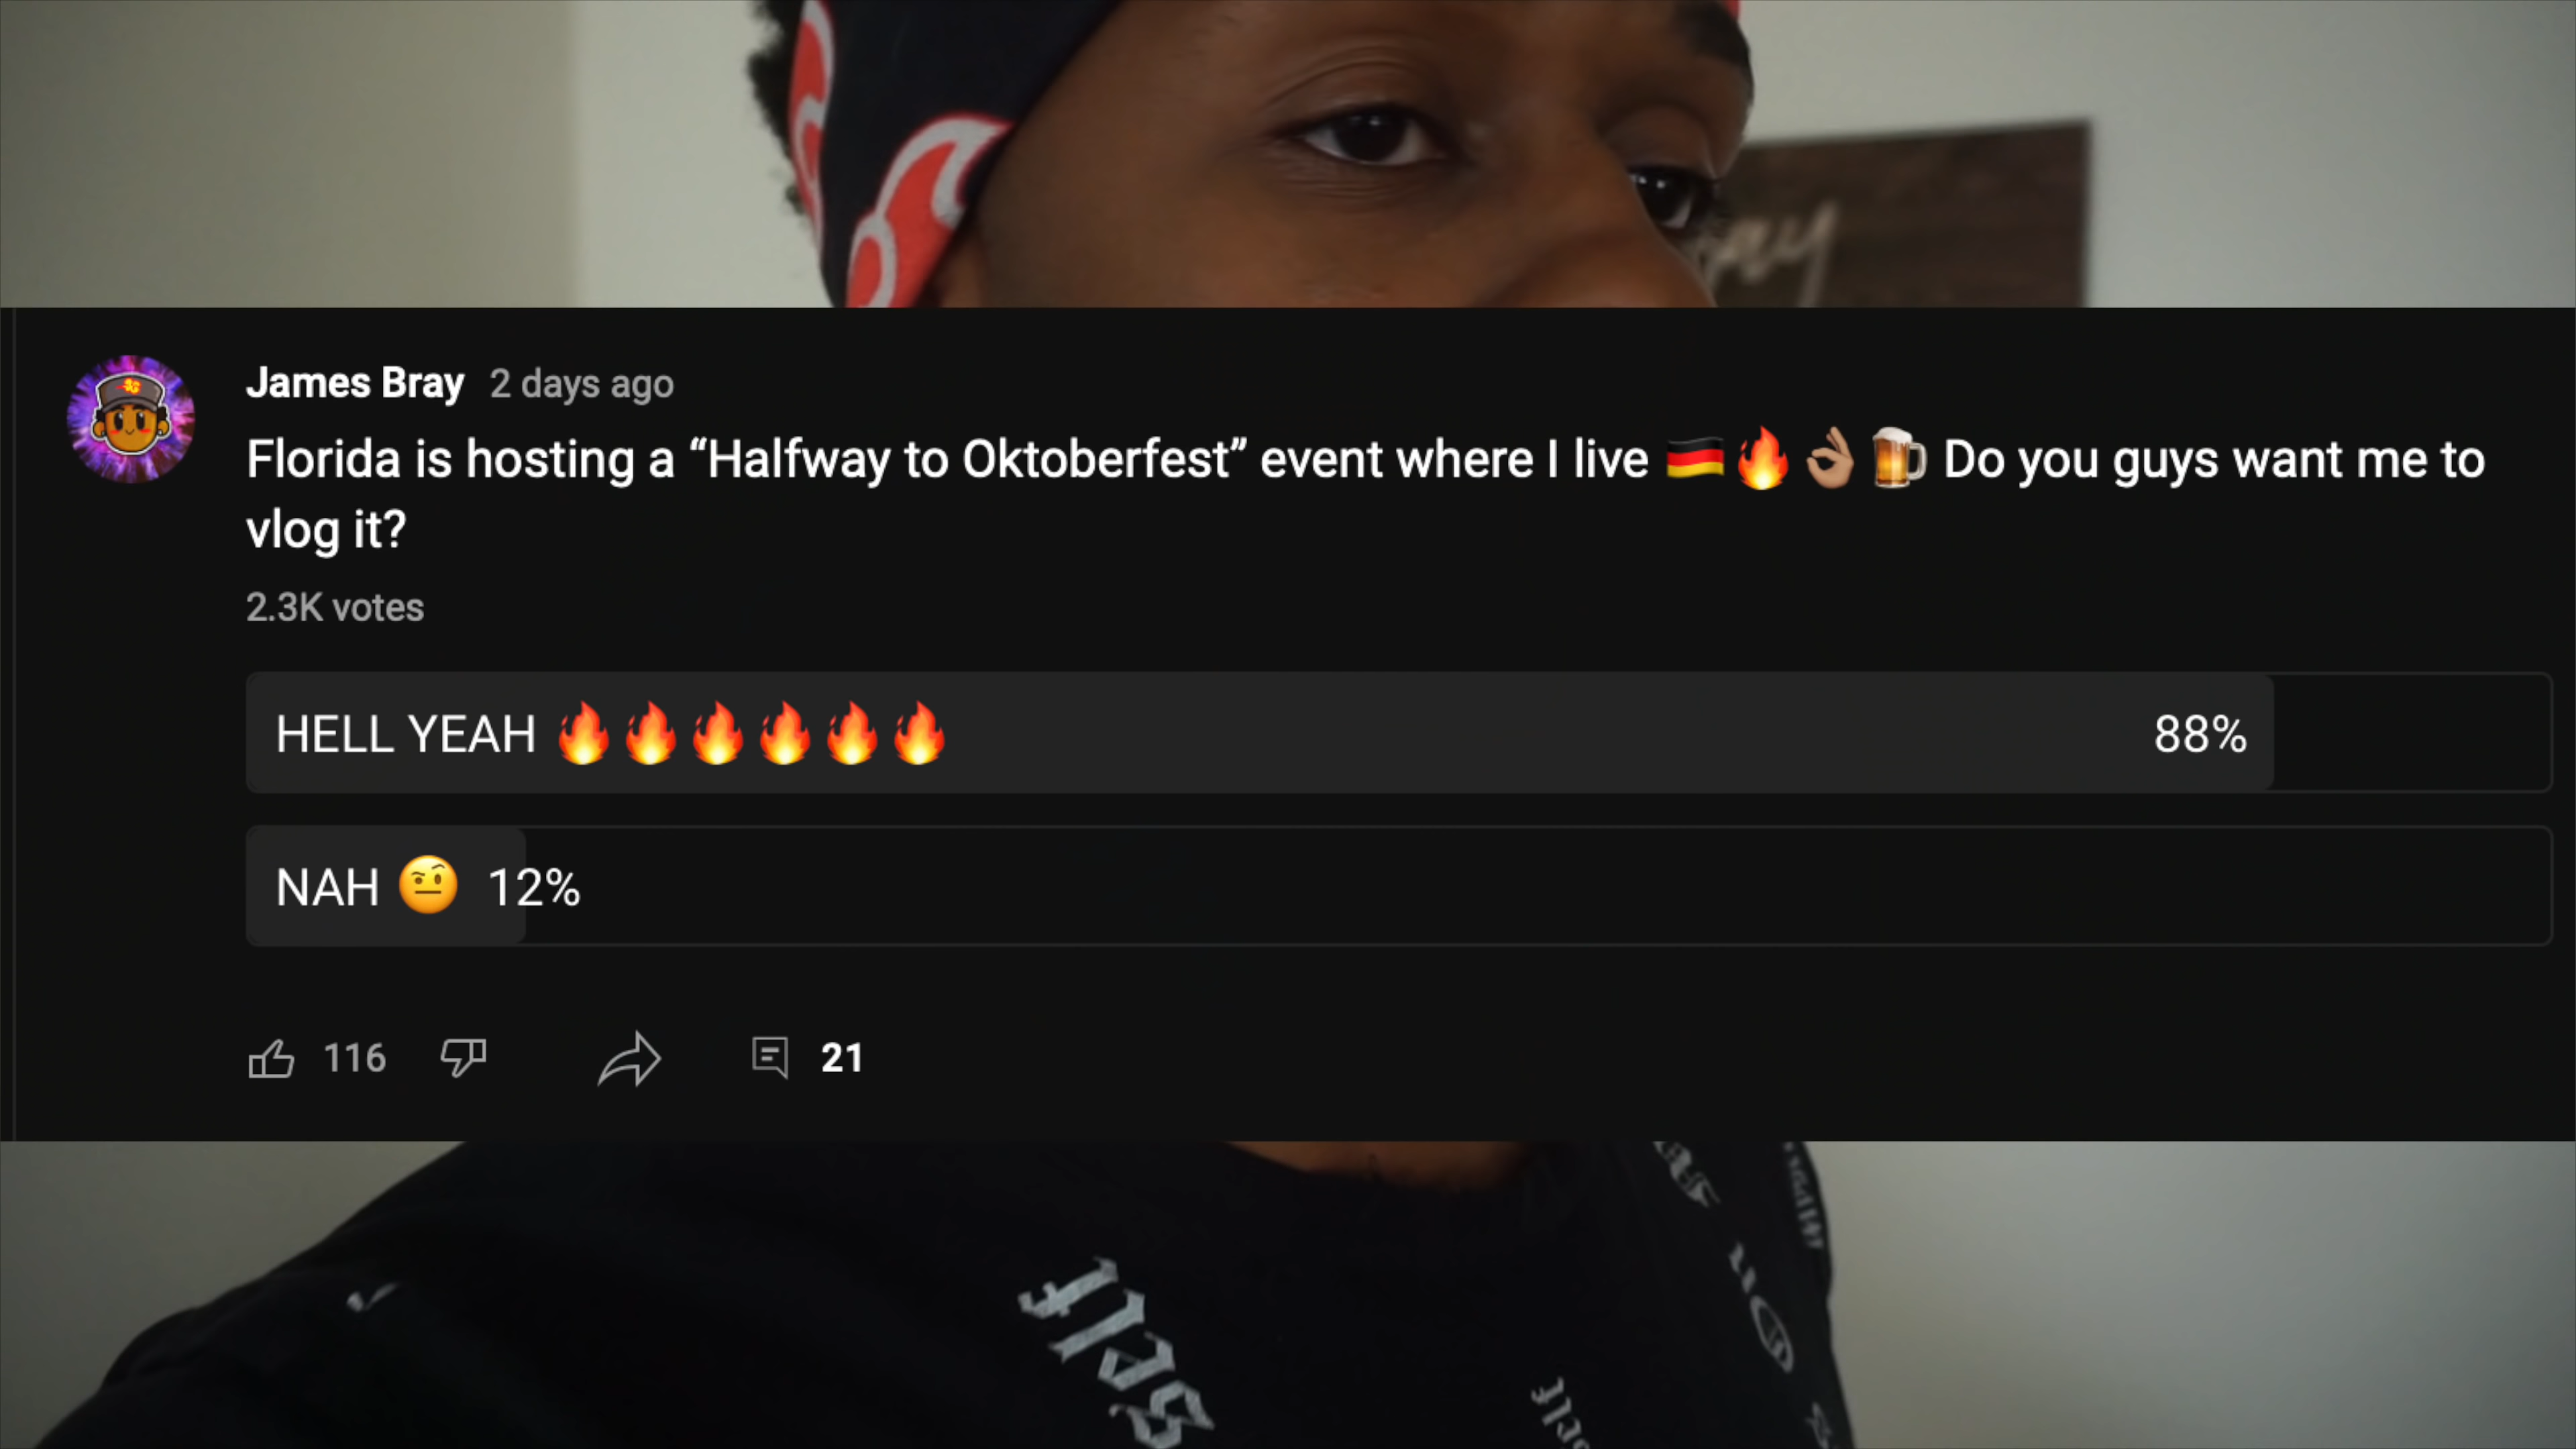 James Bray 2 days ago
Florida is hosting a “Halfway to Oktoberfest” event where I live 🇩🇪🔥👌🏽🍺 Do you guys want me to
vlog it?
2.3K votes
HELL YEAH 🔥🔥🔥🔥🔥🔥 88%
NAH 🤨 12%
116 21
self